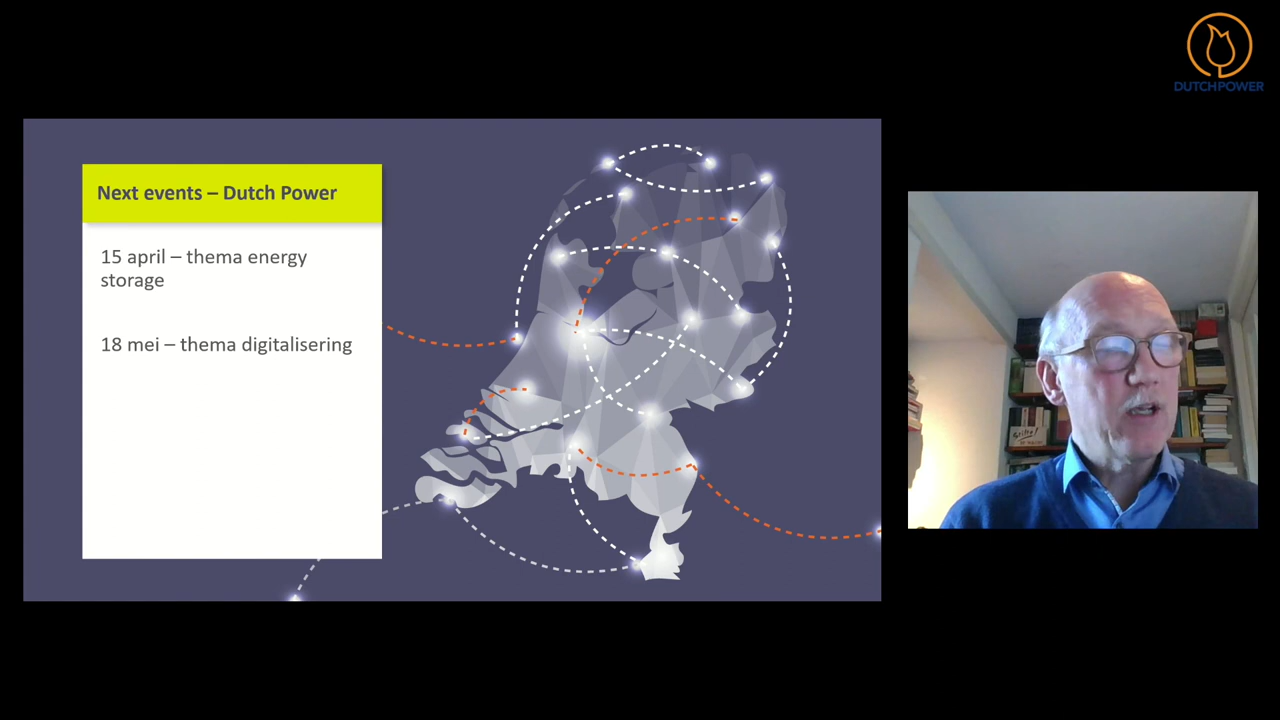 DUTCHPOWER
Next events – Dutch Power
15 april – thema energy
storage
18 mei – thema digitalisering